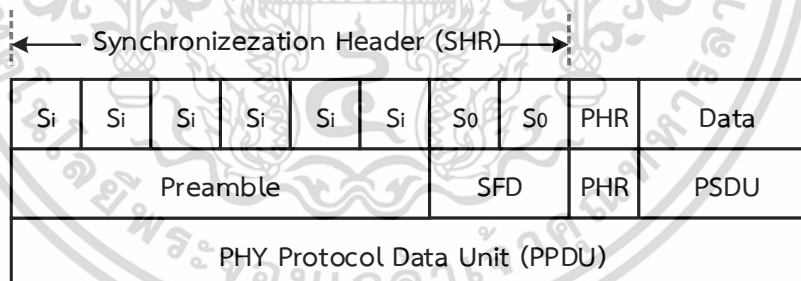 Synchronizezation Header (SHR)
Si Si Si Si Si Si S0 S0 PHR Data
Preamble SFD PHR PSDU
PHY Protocol Data Unit (PPDU)